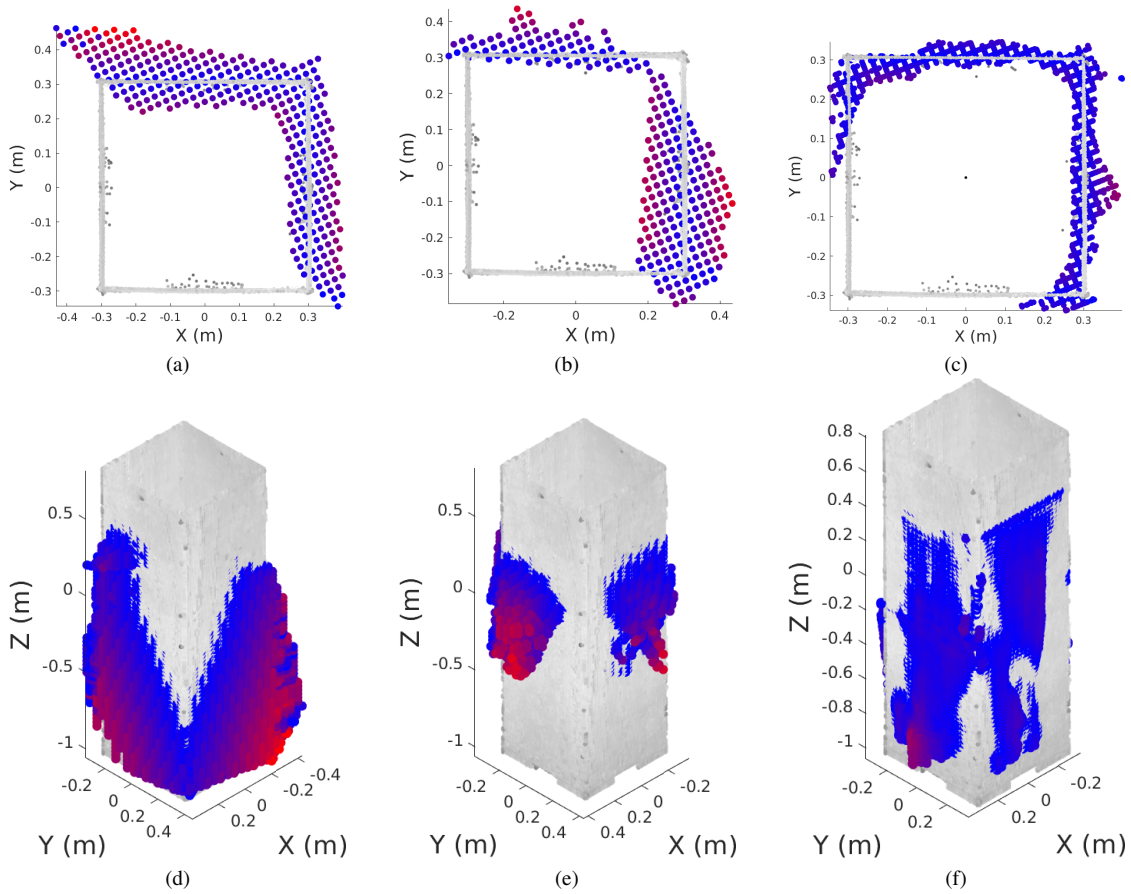 0.4
0.3
0.2
0.1
0
-0.1
-0.2
-0.3
Y (m)
-0.4 -0.3 -0.2 -0.1 0 0.1 0.2 0.3
X (m)
(a)
0.4
0.3
0.2
0.1
0
-0.1
-0.2
-0.3
Y (m)
-0.2 0 0.2 0.4
X (m)
(b)
0.3
0.2
0.1
0
-0.1
-0.2
-0.3
Y (m)
-0.3 -0.2 -0.1 0 0.1 0.2 0.3
X (m)
(c)
0.5
0
-0.5
-1
Z (m)
-0.2 0 0.2 0.4
Y (m)
0.2 0 -0.2 -0.4
X (m)
(d)
0.5
0
-0.5
-1
Z (m)
-0.2 0 0.2 0.4
Y (m)
0.4 0.2 0 -0.2
X (m)
(e)
0.8
0.6
0.4
0.2
0
-0.2
-0.4
-0.6
-0.8
-1
Z (m)
-0.2 0 0.2
Y (m)
0.2 0 -0.2
X (m)
(f)